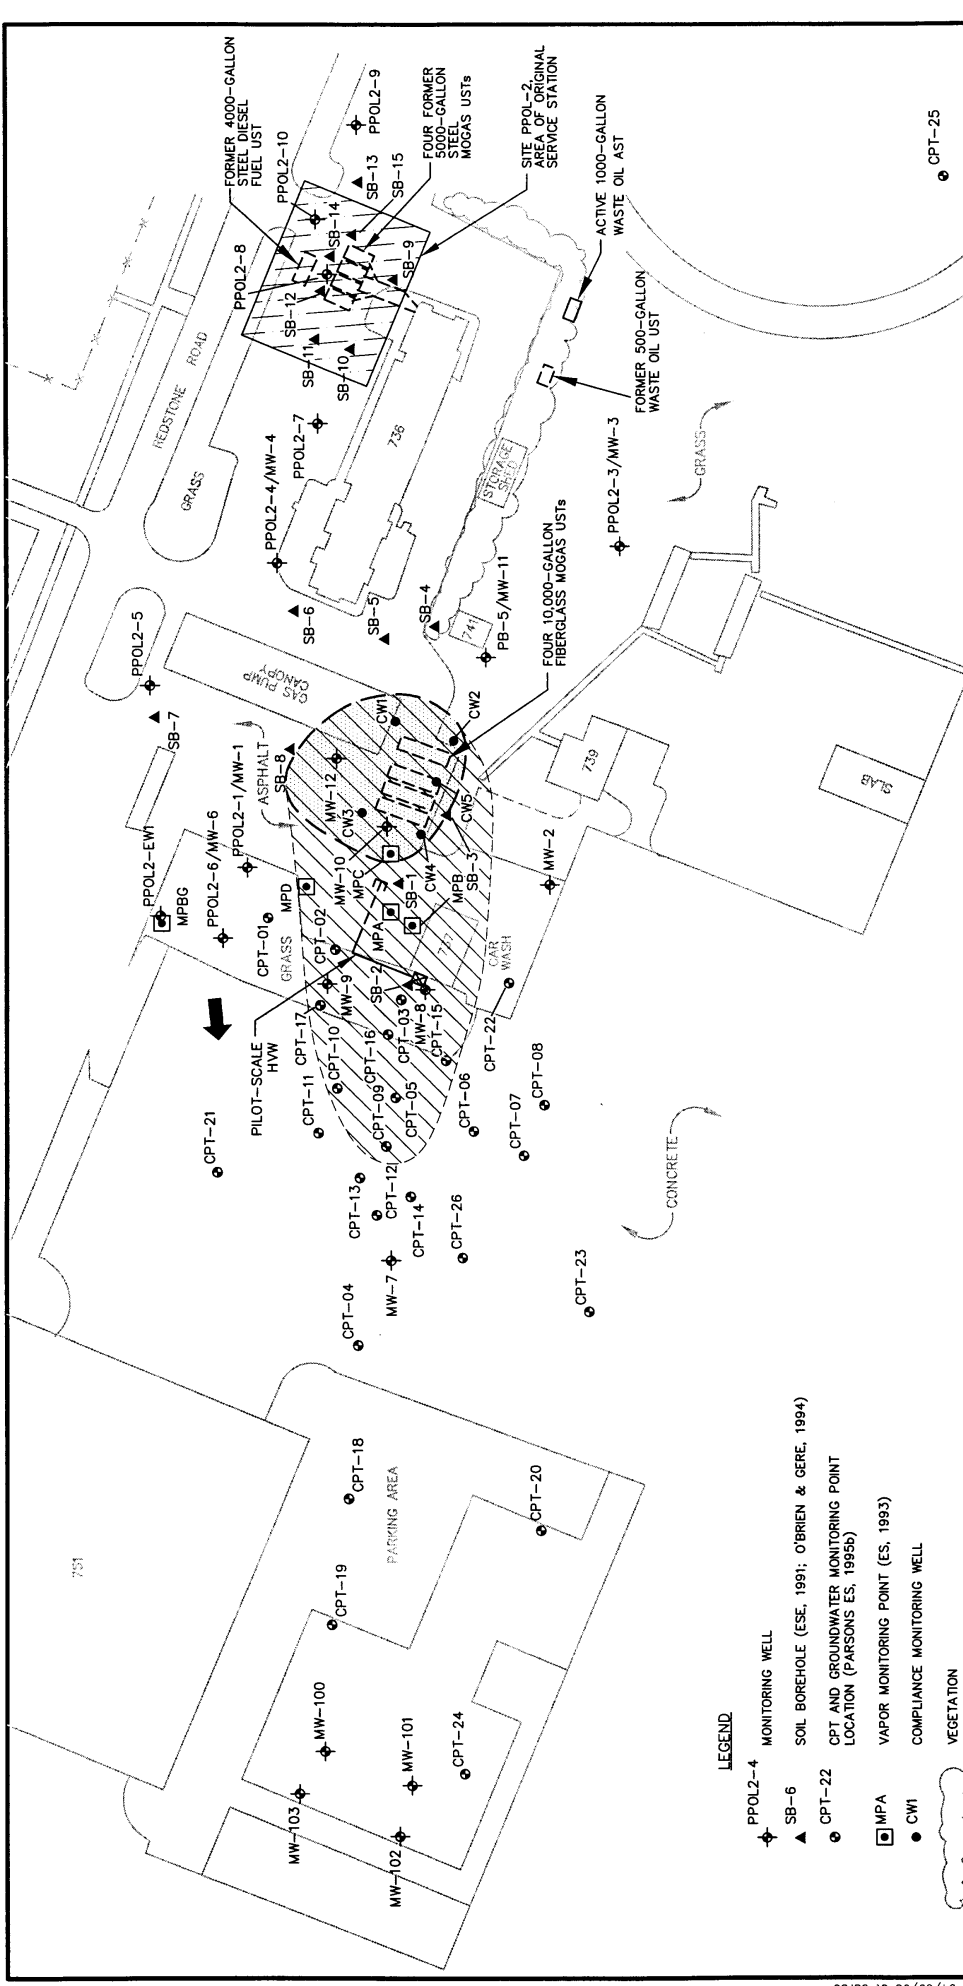 FORMER 4000-GALLON
STEEL DIESEL
FUEL UST
PPOL2-10
PPOL2-9
FOUR FORMER
5000-GALLON
STEEL
MOGAS USTs
SITE PPOL-2,
AREA OF ORIGINAL
SERVICE STATION
ACTIVE 1000-GALLON
WASTE OIL AST
CPT-25
PPOL2-8
SB-13
SB-15
SB-14
SB-9
SB-12
SB-11
SB-10
REDSTONE ROAD
GRASS
PPOL2-7
736
FORMER 500-GALLON
WASTE OIL UST
STORAGE
SHED
PPOL2-4/MW-4
PPOL2-3/MW-3
GRASS
SB-6
SB-5
SB-4
741
PB-5/MW-11
FOUR 10,000-GALLON
FIBERGLASS MOGAS USTs
PPOL2-5
SB-7
GAS PUMP
CANOPY
ASPHALT
SB-8
CW1
CW2
MW-12
CW3
CW5
739
SLAB
PPOL2-1/MW-1
PPOL2-6/MW-6
PPOL2-EW1
MPBG
MW-10
MPC
CW4
SB-3
MPB
SB-1
MPD
MPA
MW-2
CPT-01
GRASS
CPT-02
CAR
WASH
MW-9
SB-2
MW-8
PILOT-SCALE
HVW
CPT-17
CPT-03
CPT-16
CPT-15
CPT-22
CPT-10
CPT-11
CPT-09
CPT-05
CPT-06
CPT-07
CPT-08
CPT-21
CPT-13
CPT-12
CPT-14
CPT-26
CONCRETE
MW-7
CPT-04
CPT-23
751
CPT-18
PARKING AREA
CPT-20
CPT-19
MW-100
MW-101
CPT-24
MW-103
MW-102
LEGEND
PPOL2-4 MONITORING WELL
SB-6 SOIL BOREHOLE (ESE, 1991; O'BRIEN & GERE, 1994)
CPT-22 CPT AND GROUNDWATER MONITORING POINT
LOCATION (PARSONS ES, 1995b)
MPA VAPOR MONITORING POINT (ES, 1993)
CW1 COMPLIANCE MONITORING WELL
VEGETATION